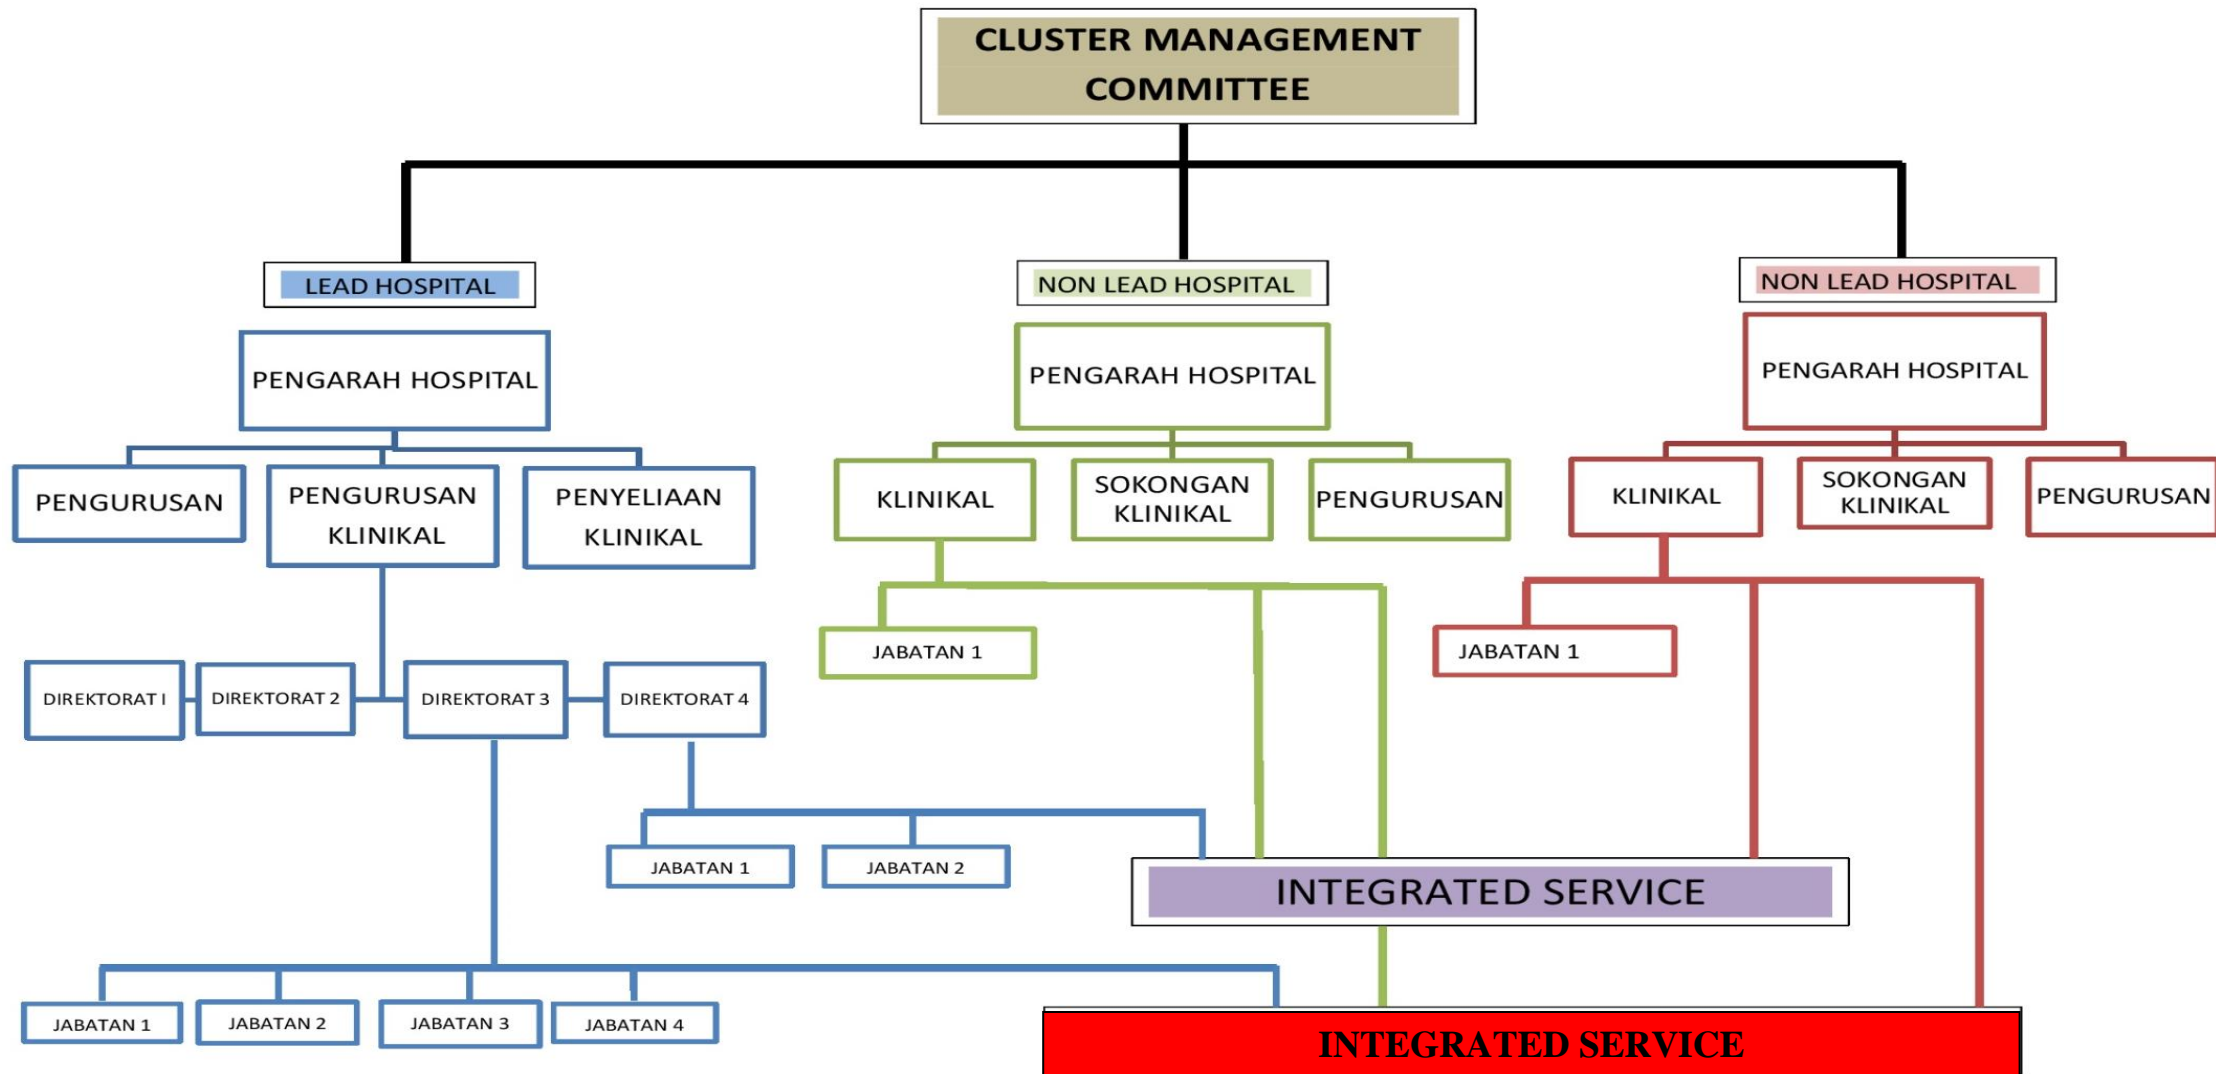 CLUSTER MANAGEMENT
COMMITTEE
LEAD HOSPITAL
NON LEAD HOSPITAL
NON LEAD HOSPITAL
PENGARAH HOSPITAL
PENGARAH HOSPITAL
PENGARAH HOSPITAL
PENGURUSAN
PENGURUSAN
KLINIKAL
PENYELIAAN
KLINIKAL
KLINIKAL
SOKONGAN
KLINIKAL
PENGURUSAN
KLINIKAL
SOKONGAN
KLINIKAL
PENGURUSAN
JABATAN 1
JABATAN 1
DIREKTORAT I
DIREKTORAT 2
DIREKTORAT 3
DIREKTORAT 4
JABATAN 1
JABATAN 2
INTEGRATED SERVICE
JABATAN 1
JABATAN 2
JABATAN 3
JABATAN 4
INTEGRATED SERVICE